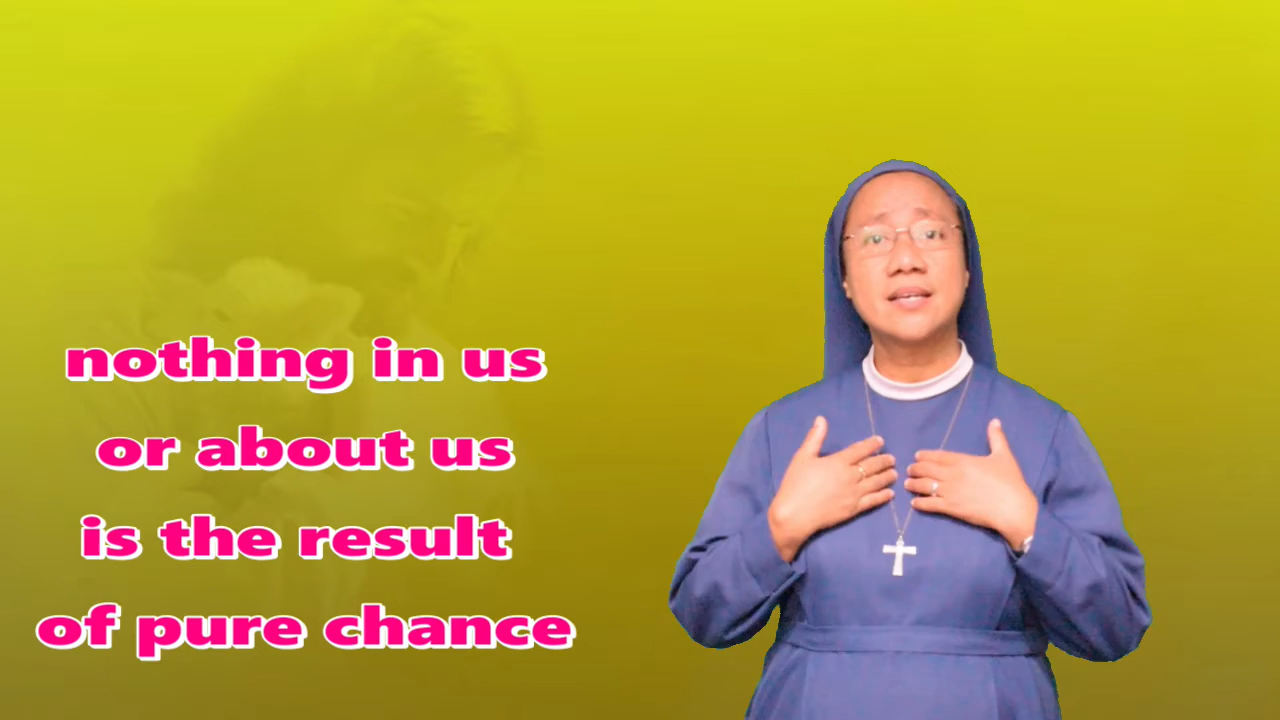 nothing in us
or about us
is the result
of pure chance